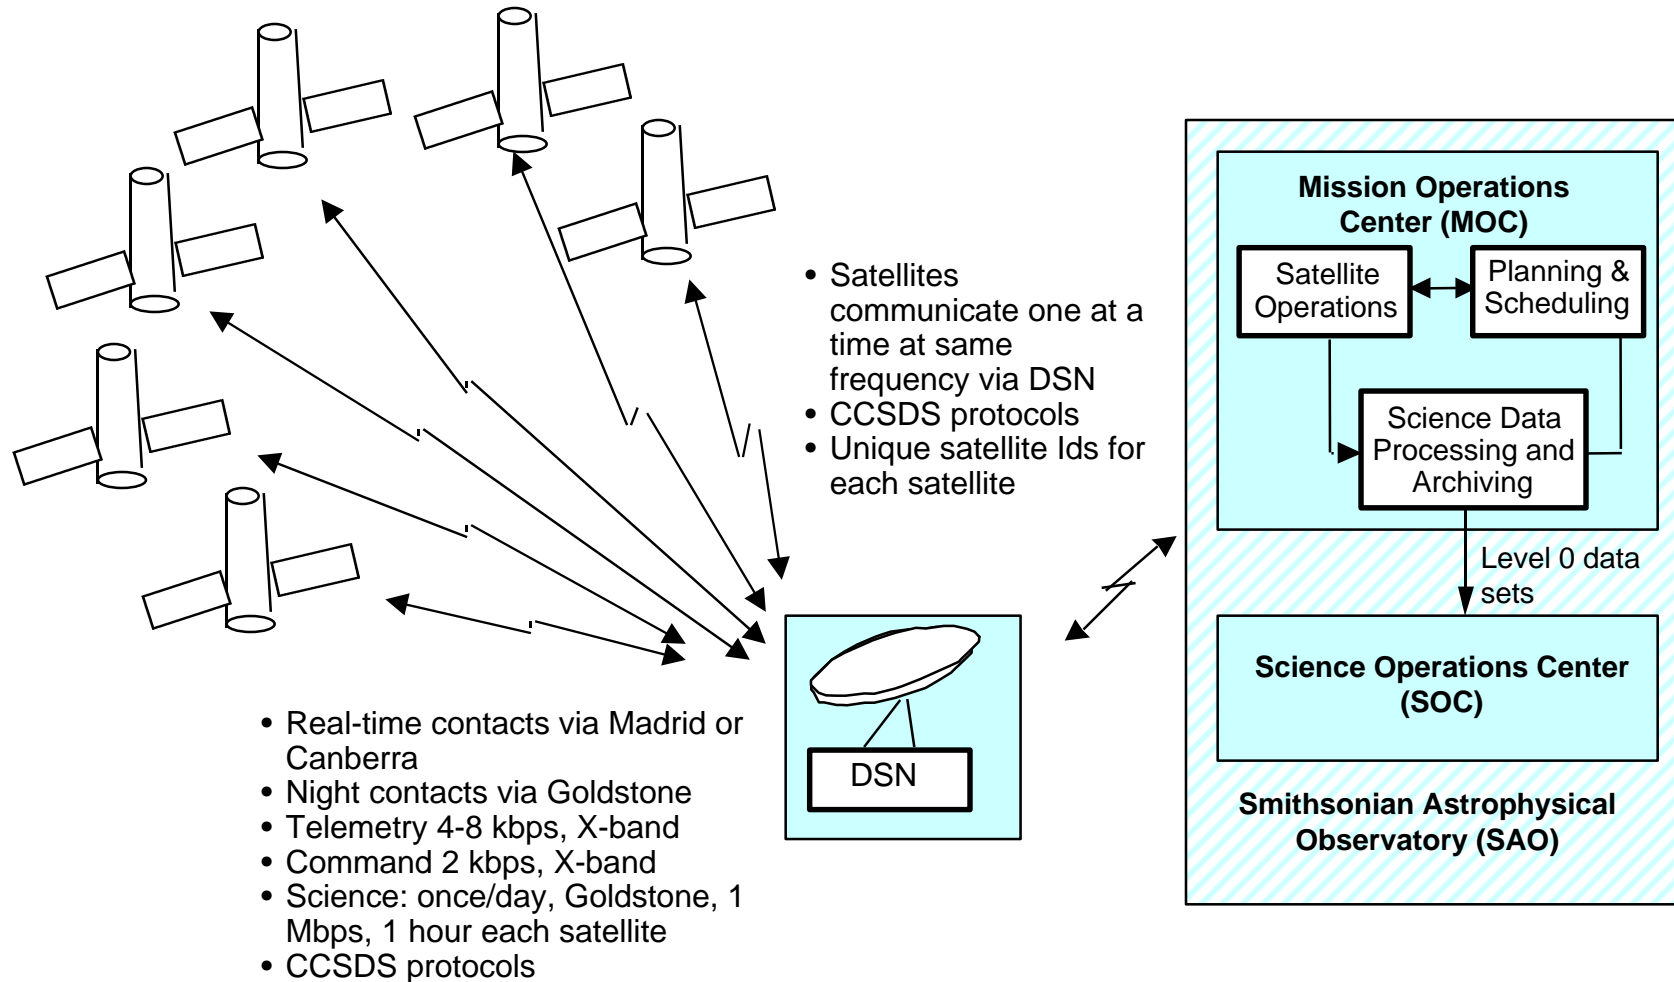 • Satellites
communicate one at a
time at same
frequency via DSN
• CCSDS protocols
• Unique satellite Ids for
each satellite
• Real-time contacts via Madrid or
Canberra
• Night contacts via Goldstone
• Telemetry 4-8 kbps, X-band
• Command 2 kbps, X-band
• Science: once/day, Goldstone, 1
Mbps, 1 hour each satellite
• CCSDS protocols
DSN
Mission Operations
Center (MOC)
Satellite
Operations
Planning &
Scheduling
Science Data
Processing and
Archiving
Level 0 data
sets
Science Operations Center
(SOC)
Smithsonian Astrophysical
Observatory (SAO)